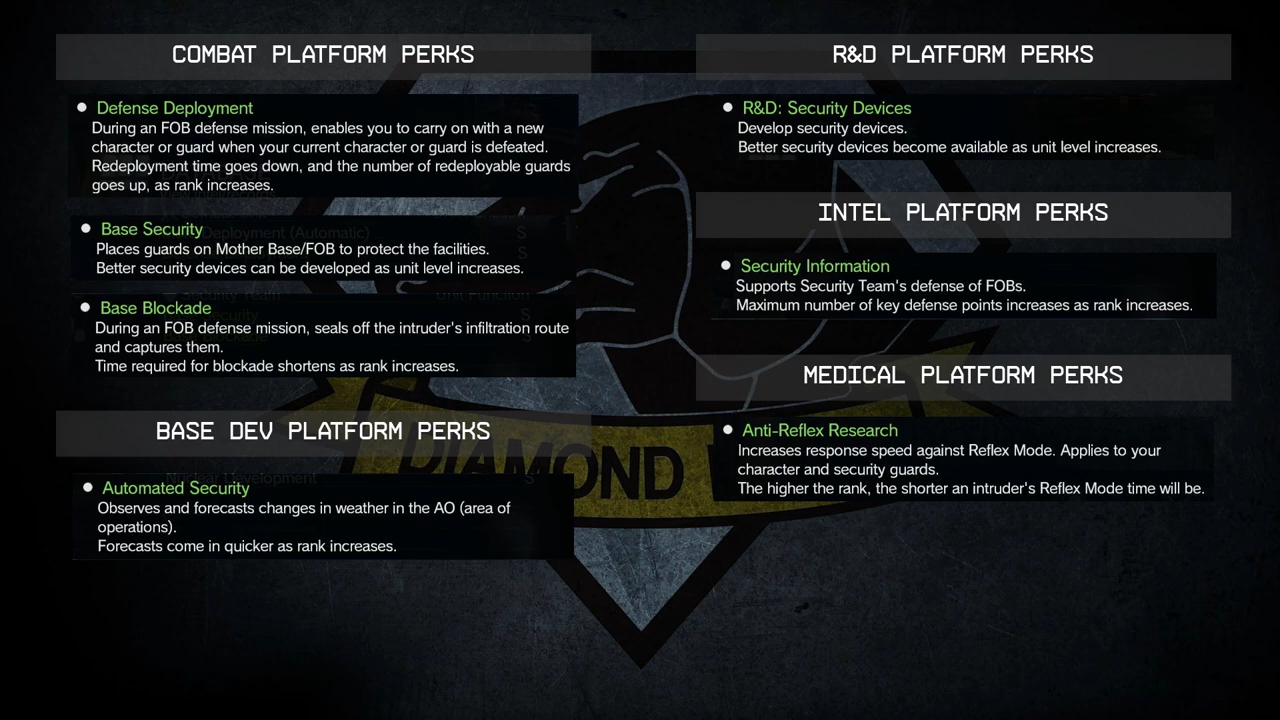 COMBAT PLATFORM PERKS
Defense Deployment
During an FOB defense mission, enables you to carry on with a new
character or guard when your current character or guard is defeated.
Redeployment time goes down, and the number of redeployable guards
goes up, as rank increases.
Base Security
Deployment (Automatic) S
Places guards on Mother Base/FOB to protect the facilities.
S
Better security devices can be developed as unit level increases.
Security Team Unit Function
Base Blockade
During an FOB defense mission, seals off the intruder's infiltration route
and captures them.
Time required for blockade shortens as rank increases.
BASE DEV PLATFORM PERKS
Nuclear Development S
Automated Security
Observes and forecasts changes in weather in the AO (area of
operations).
Forecasts come in quicker as rank increases.
R&D PLATFORM PERKS
R&D: Security Devices
Develop security devices.
Better security devices become available as unit level increases.
INTEL PLATFORM PERKS
Security Information
Supports Security Team's defense of FOBs.
Maximum number of key defense points increases as rank increases.
MEDICAL PLATFORM PERKS
Anti-Reflex Research
Increases response speed against Reflex Mode. Applies to your
character and security guards.
The higher the rank, the shorter an intruder's Reflex Mode time will be.
DIAMOND